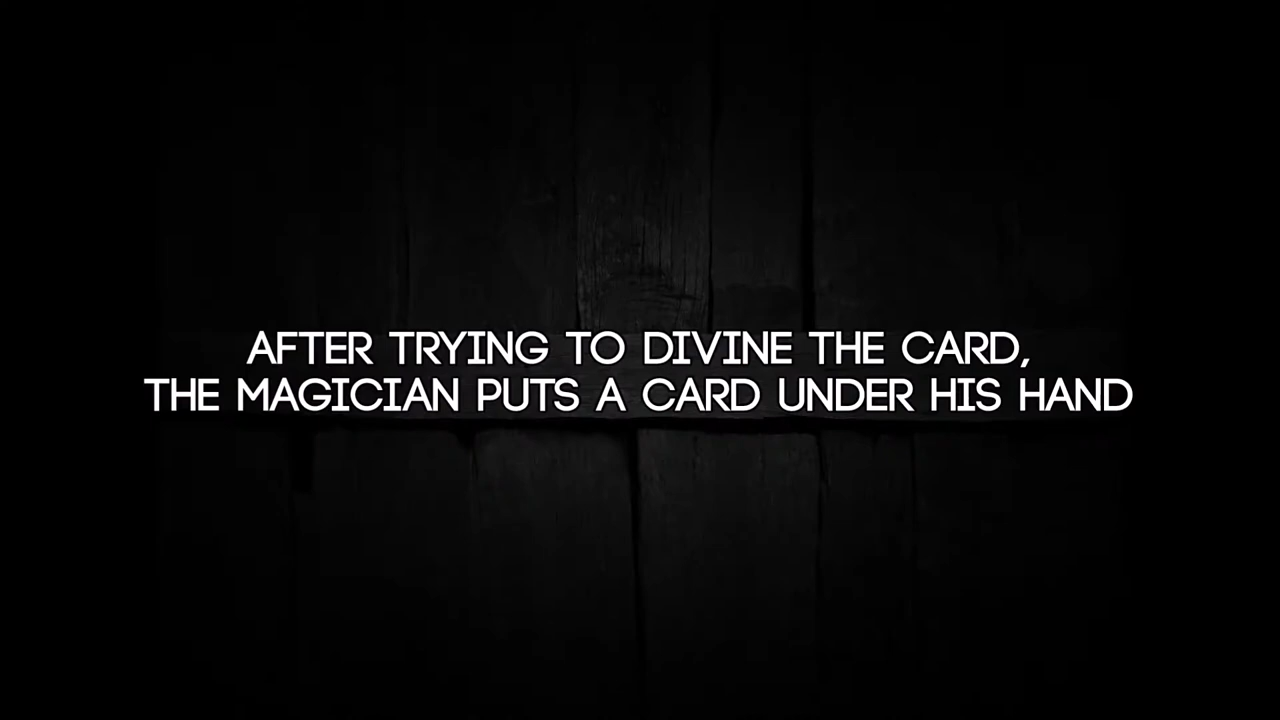 AFTER TRYING TO DIVINE THE CARD,
THE MAGICIAN PUTS A CARD UNDER HIS HAND